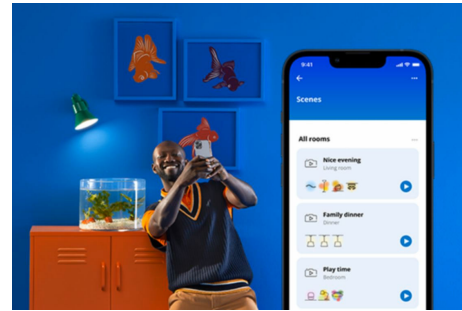 9:41
Scenes
All rooms
Nice evening
Living room
Family dinner
Dinner
Play time
Bedroom